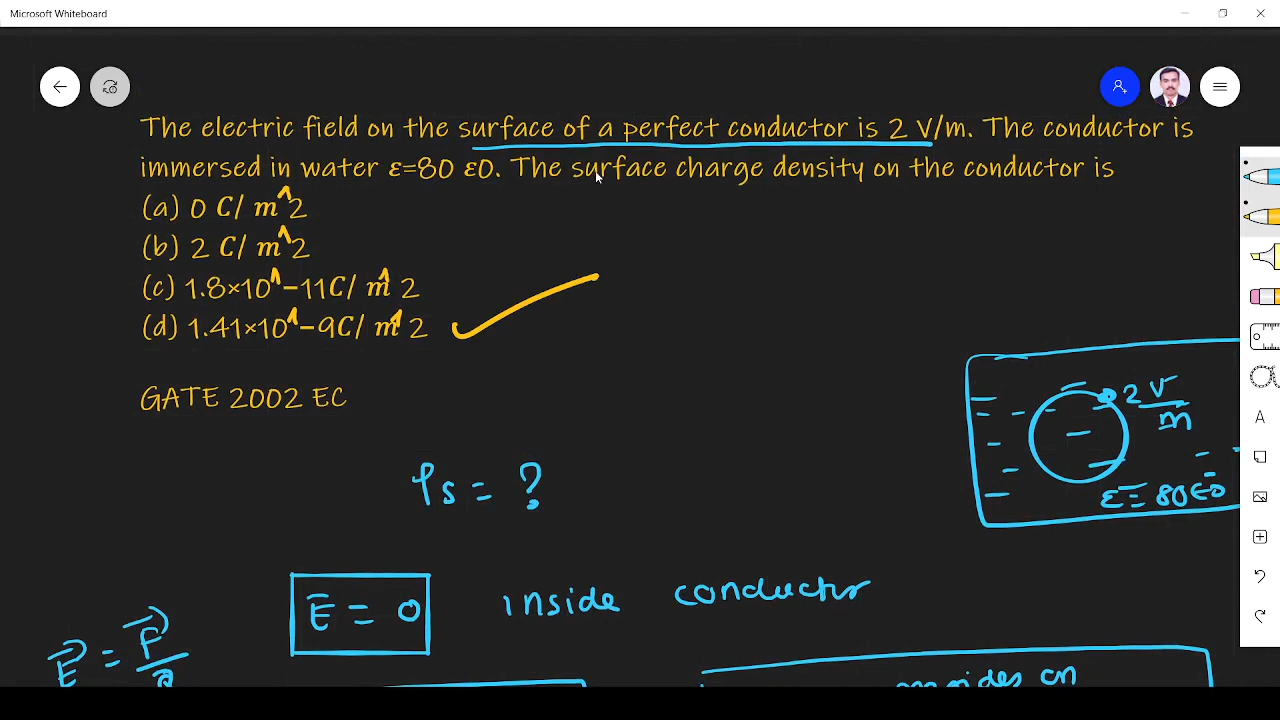 Microsoft Whiteboard
The electric field on the surface of a perfect conductor is 2 V/m. The conductor is
immersed in water ε=80 ε0. The surface charge density on the conductor is
(a) 0 C/ m^2
(b) 2 C/ m^2
(c) 1.8×10^−11C/ m^ 2
(d) 1.41×10^−9C/ m^ 2
GATE 2002 EC
2 V/m
ε = 80ε0
ρs = ?
E̅ = 0 inside conductor
E⃗ = F⃗
on
A